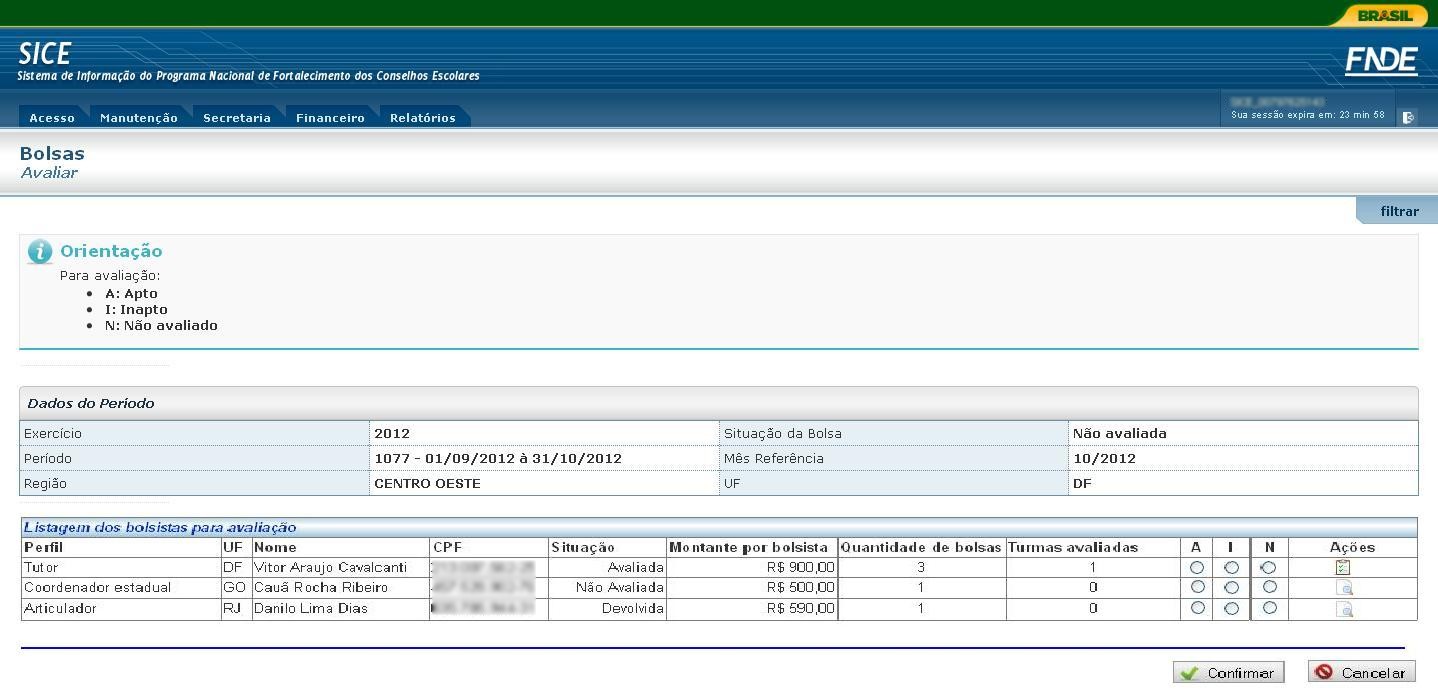 BRASIL
SICE
Sistema de Informação do Programa Nacional de Fortalecimento dos Conselhos Escolares
FNDE
Acesso Manutenção Secretaria Financeiro Relatórios
Sua sessão expira em: 23 min 58
Bolsas
Avaliar
filtrar
Orientação
Para avaliação:
• A: Apto
• I: Inapto
• N: Não avaliado
Dados do Período
Exercício 2012 Situação da Bolsa Não avaliada
Período 1077 - 01/09/2012 à 31/10/2012 Mês Referência 10/2012
Região CENTRO OESTE UF DF
Listagem dos bolsistas para avaliação
Perfil UF Nome CPF Situação Montante por bolsista Quantidade de bolsas Turmas avaliadas A I N Ações
Tutor DF Vitor Araujo Cavalcanti Avaliada R$ 900,00 3 1
Coordenador estadual GO Cauã Rocha Ribeiro Não Avaliada R$ 500,00 1 0
Articulador RJ Danilo Lima Dias Devolvida R$ 590,00 1 0
Confirmar Cancelar